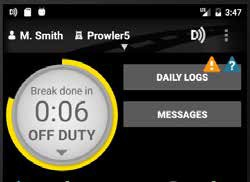 3:47
M. Smith Prowler5
DAILY LOGS
Break done in
0:06
OFF DUTY
MESSAGES